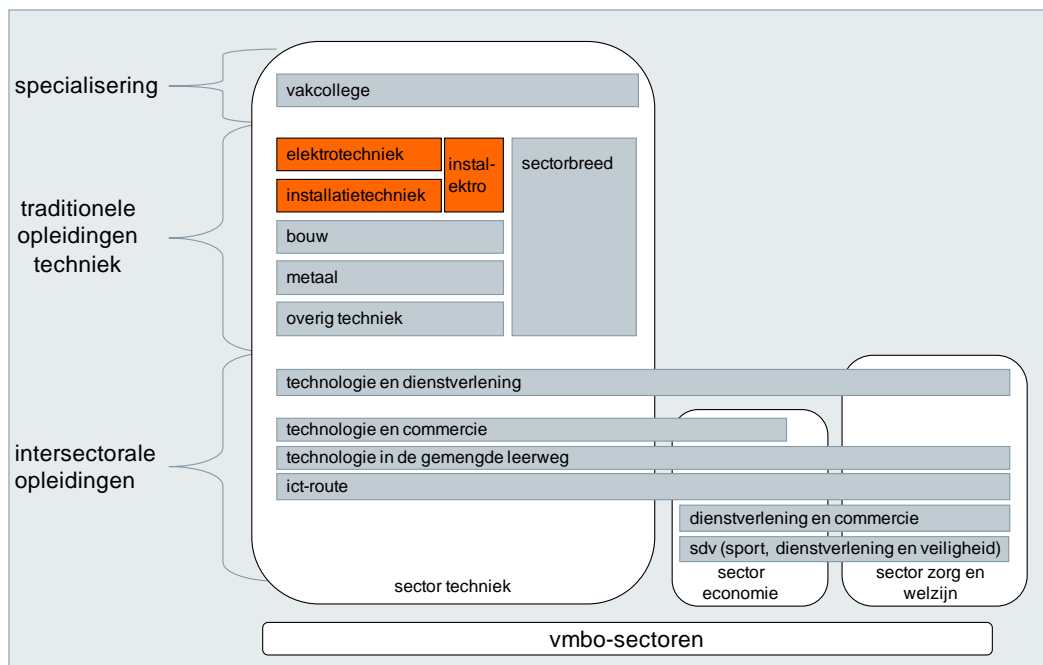 specialisering
vakcollege
traditionele
opleidingen
techniek
elektrotechniek
instal-
ektro
installatietechniek
sectorbreed
bouw
metaal
overig techniek
intersectorale
opleidingen
technologie en dienstverlening
technologie en commercie
technologie in de gemengde leerweg
ict-route
dienstverlening en commercie
sdv (sport, dienstverlening en veiligheid)
sector techniek
sector
economie
sector zorg en
welzijn
vmbo-sectoren